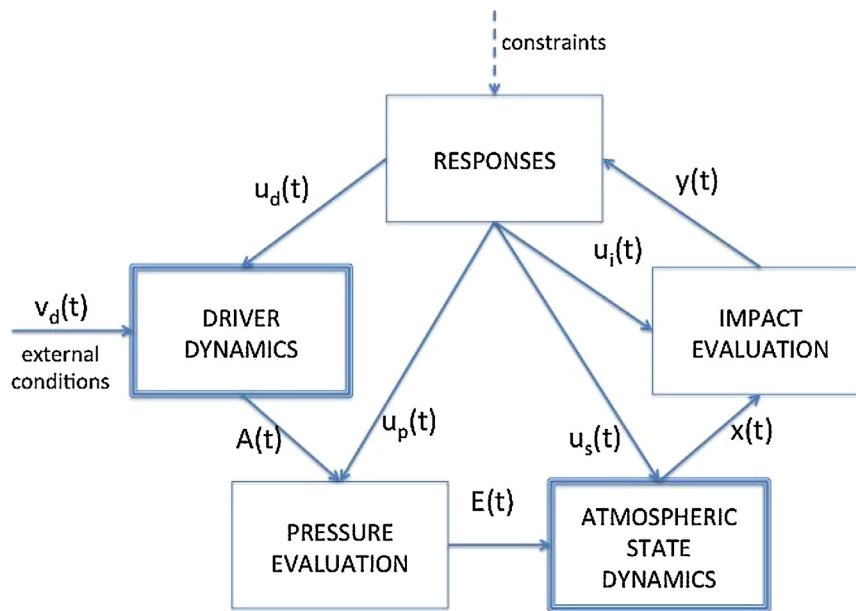 constraints
RESPONSES
u_d(t)
y(t)
u_i(t)
v_d(t)
external
conditions
DRIVER
DYNAMICS
IMPACT
EVALUATION
A(t)
u_p(t)
u_s(t)
x(t)
E(t)
PRESSURE
EVALUATION
ATMOSPHERIC
STATE
DYNAMICS